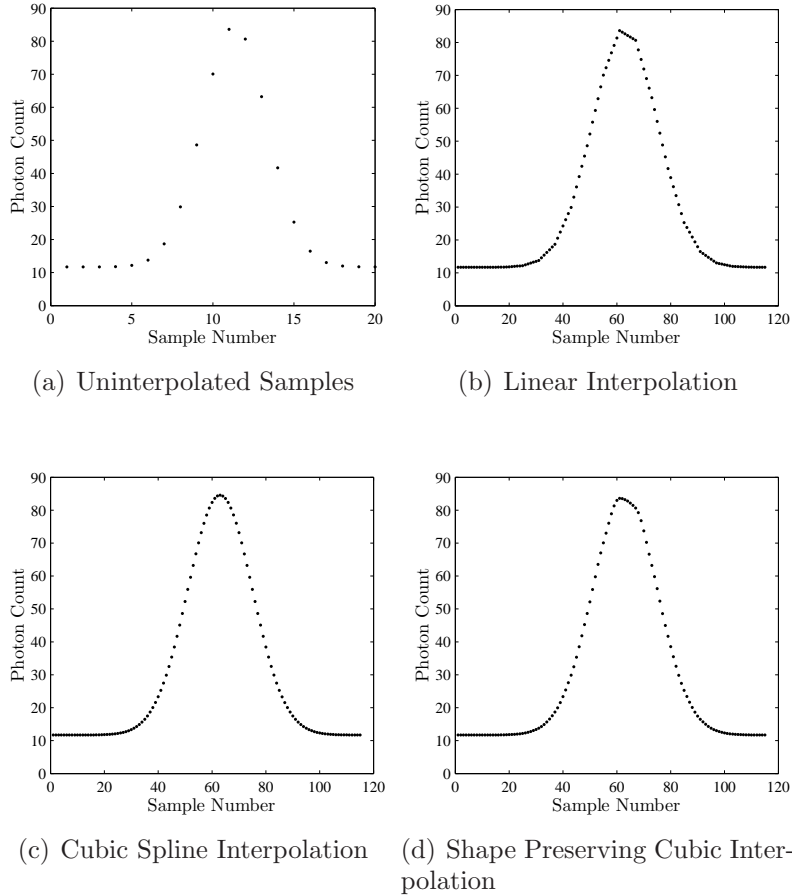 90
80
70
60
50
40
30
20
10
0
Photon Count
0 5 10 15 20
Sample Number
(a) Uninterpolated Samples
90
80
70
60
50
40
30
20
10
0
Photon Count
0 20 40 60 80 100 120
Sample Number
(b) Linear Interpolation
90
80
70
60
50
40
30
20
10
0
Photon Count
0 20 40 60 80 100 120
Sample Number
(c) Cubic Spline Interpolation
90
80
70
60
50
40
30
20
10
0
Photon Count
0 20 40 60 80 100 120
Sample Number
(d) Shape Preserving Cubic Inter-
polation